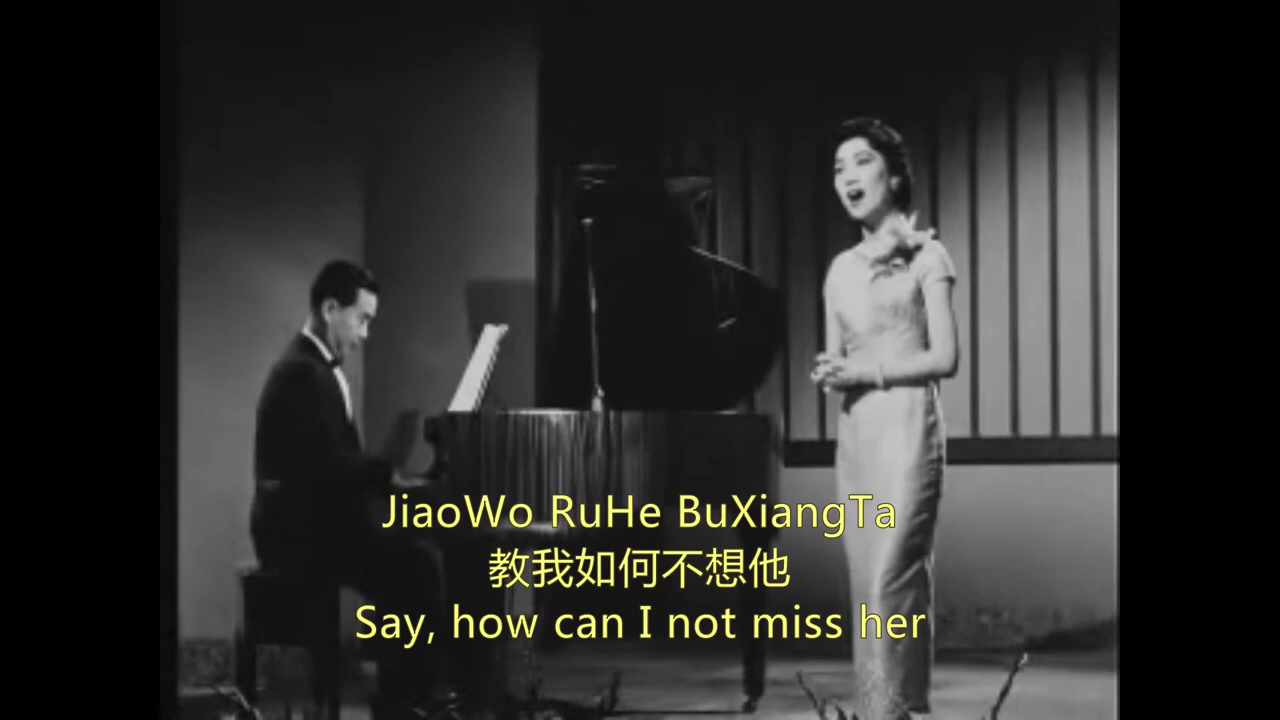 JiaoWo RuHe BuXiangTa
教我如何不想他
Say, how can I not miss her